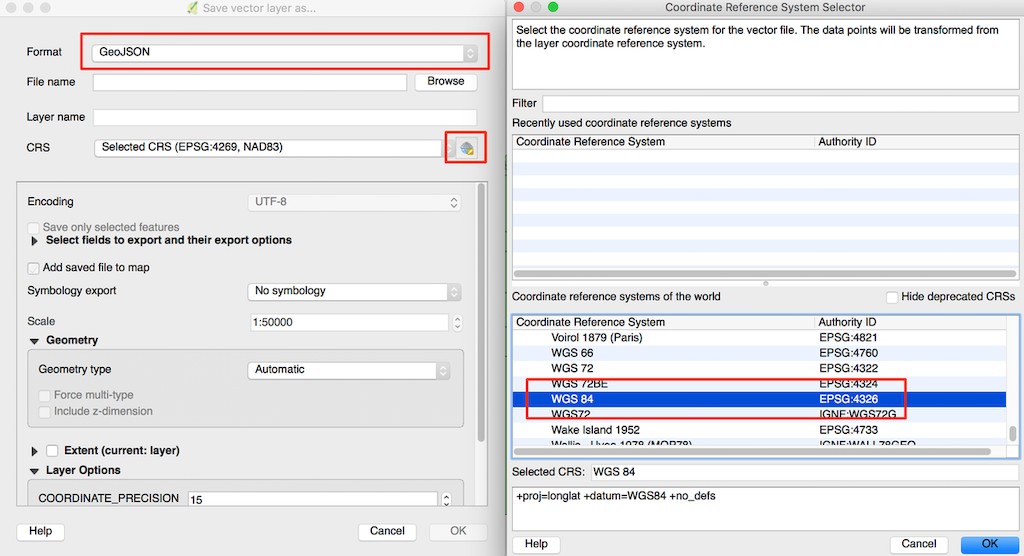 Save vector layer as...
Format
GeoJSON
File name
Browse
Layer name
CRS
Selected CRS (EPSG:4269, NAD83)
Encoding
UTF-8
Save only selected features
Select fields to export and their export options
Add saved file to map
Symbology export
No symbology
Scale
1:50000
Geometry
Geometry type
Automatic
Force multi-type
Include z-dimension
Extent (current: layer)
Layer Options
COORDINATE_PRECISION
15
Help
Cancel
OK
Coordinate Reference System Selector
Select the coordinate reference system for the vector file. The data points will be transformed from
the layer coordinate reference system.
Filter
Recently used coordinate reference systems
Coordinate Reference System Authority ID
Coordinate reference systems of the world
Hide deprecated CRSs
Coordinate Reference System Authority ID
Voirol 1879 (Paris) EPSG:4821
WGS 66 EPSG:4760
WGS 72 EPSG:4322
WGS 72BE EPSG:4324
WGS 84 EPSG:4326
WGS72 IGNF:WGS72G
Wake Island 1952 EPSG:4733
Selected CRS: WGS 84
+proj=longlat +datum=WGS84 +no_defs
Help
Cancel
OK